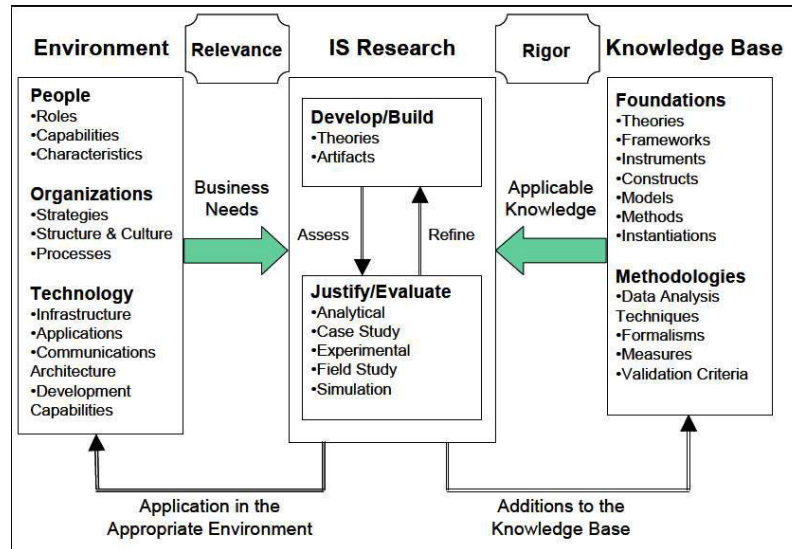 Environment
Relevance
IS Research
Rigor
Knowledge Base
People
•Roles
•Capabilities
•Characteristics
Organizations
•Strategies
•Structure & Culture
•Processes
Technology
•Infrastructure
•Applications
•Communications
Architecture
•Development
Capabilities
Business
Needs
Develop/Build
•Theories
•Artifacts
Assess
Refine
Justify/Evaluate
•Analytical
•Case Study
•Experimental
•Field Study
•Simulation
Applicable
Knowledge
Foundations
•Theories
•Frameworks
•Instruments
•Constructs
•Models
•Methods
•Instantiations
Methodologies
•Data Analysis
Techniques
•Formalisms
•Measures
•Validation Criteria
Application in the
Appropriate Environment
Additions to the
Knowledge Base